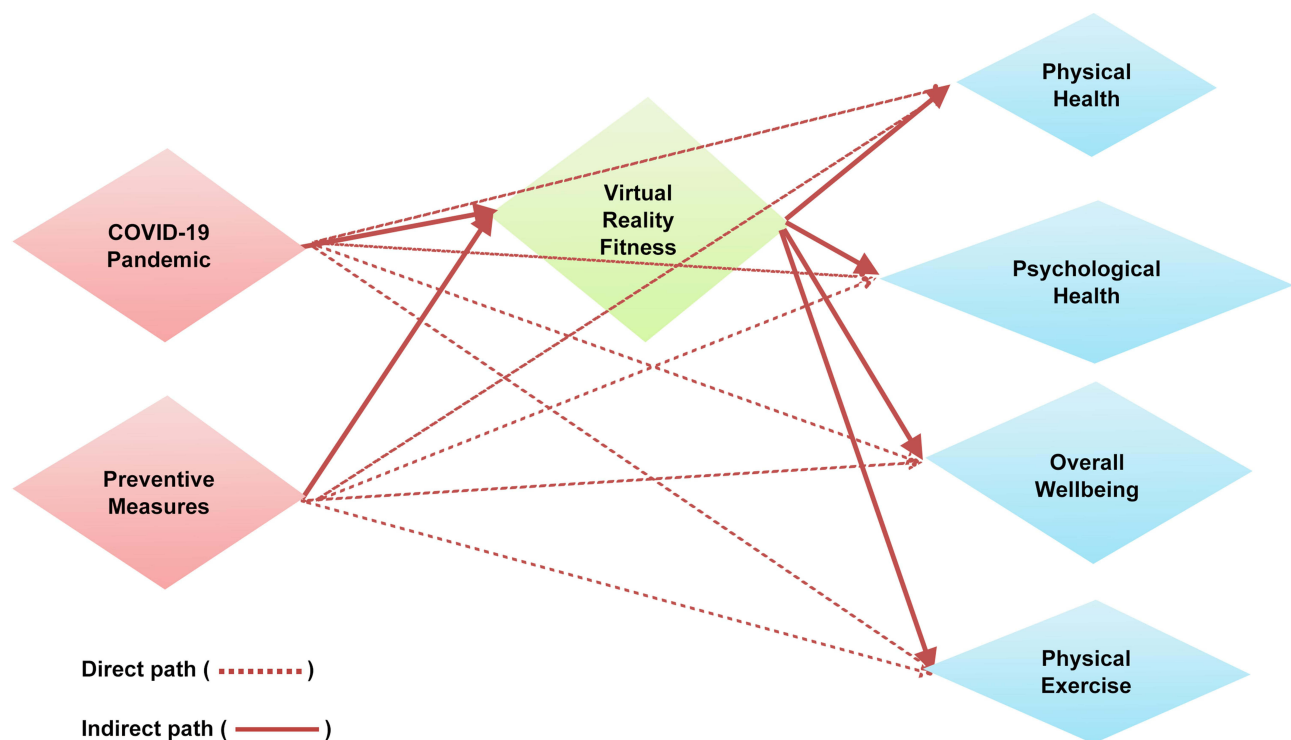 Physical
Health
Virtual
Reality
Fitness
COVID-19
Pandemic
Psychological
Health
Preventive
Measures
Overall
Wellbeing
Physical
Exercise
Direct path ( )
Indirect path ( )